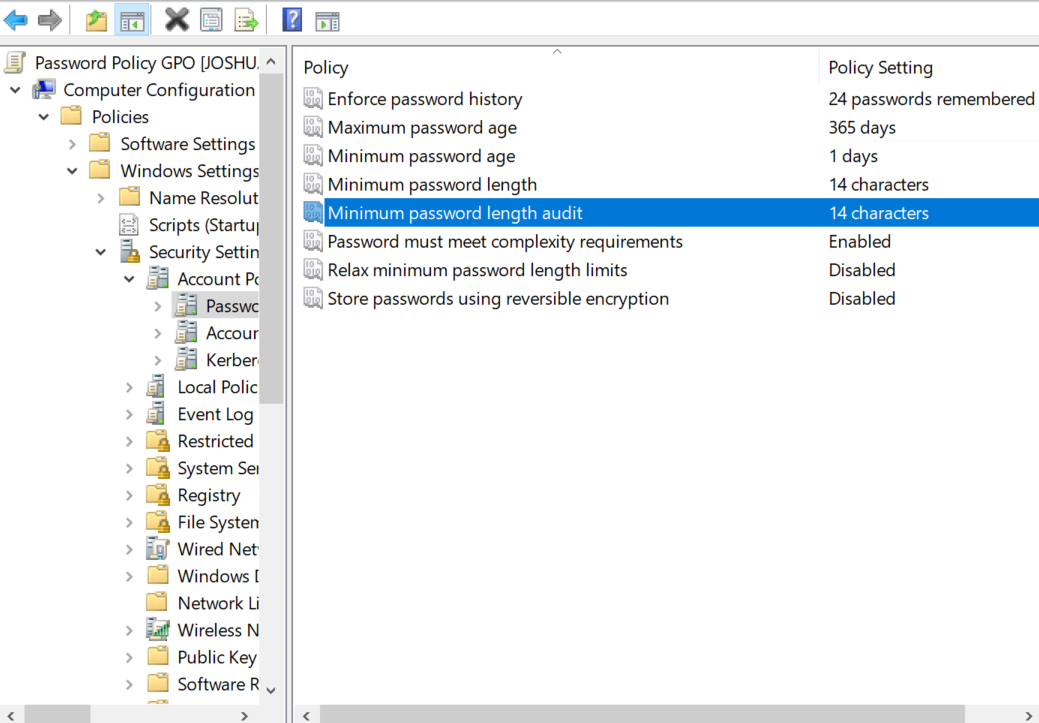 Password Policy GPO [JOSHU
Computer Configuration
Policies
Software Settings
Windows Settings
Name Resolut
Scripts (Startu
Security Settin
Account Po
Passwo
Accour
Kerber
Local Polic
Event Log
Restricted
System Ser
Registry
File System
Wired Net
Windows D
Network Li
Wireless N
Public Key
Software R
Policy Policy Setting
Enforce password history 24 passwords remembered
Maximum password age 365 days
Minimum password age 1 days
Minimum password length 14 characters
Minimum password length audit 14 characters
Password must meet complexity requirements Enabled
Relax minimum password length limits Disabled
Store passwords using reversible encryption Disabled